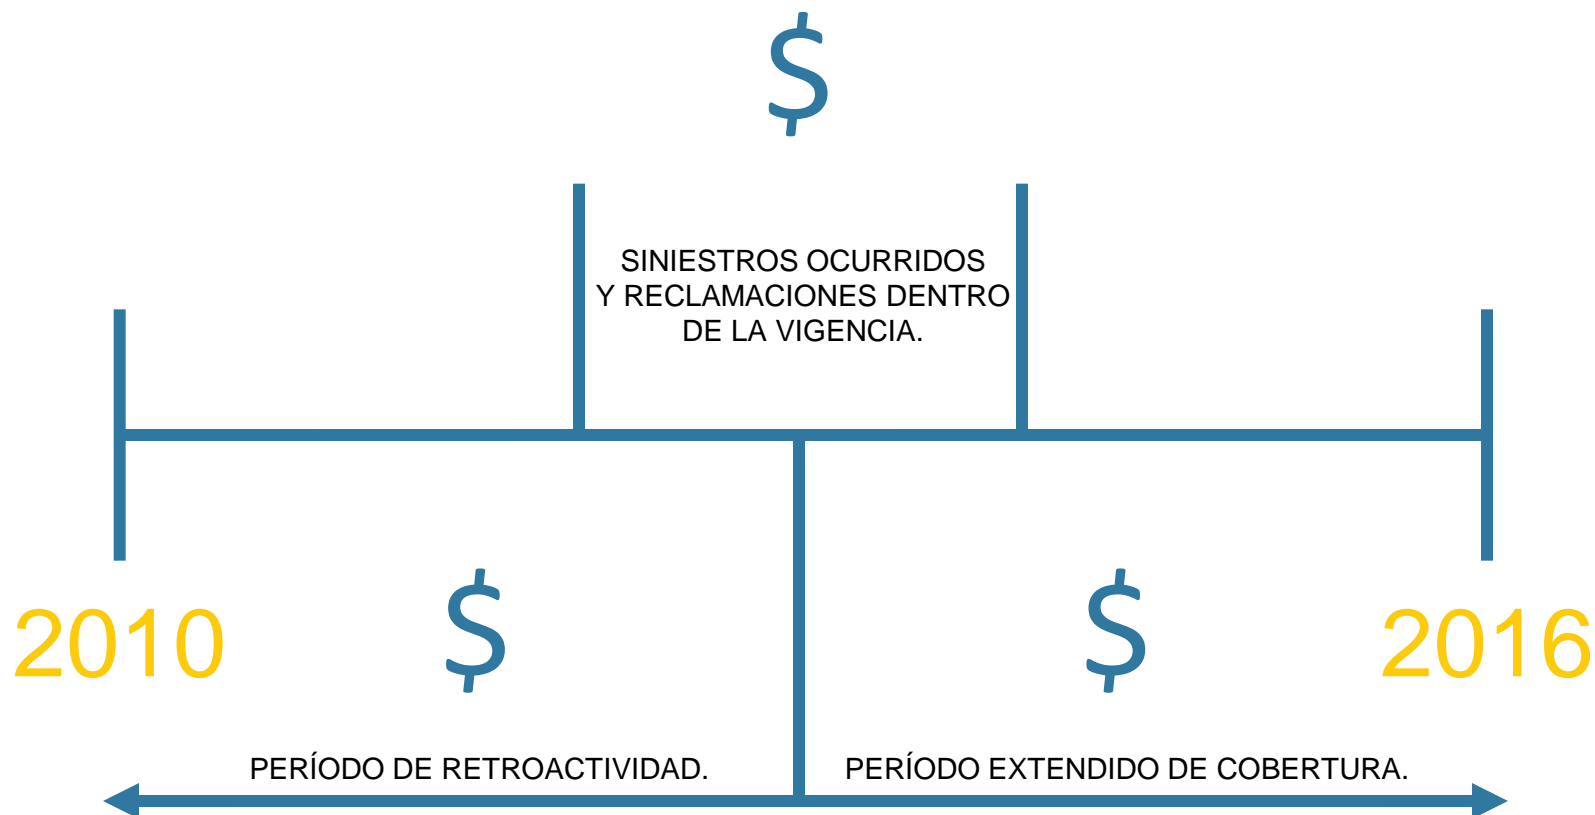 $
SINIESTROS OCURRIDOS
Y RECLAMACIONES DENTRO
DE LA VIGENCIA.
2010
$
$
2016
PERÍODO DE RETROACTIVIDAD.
PERÍODO EXTENDIDO DE COBERTURA.